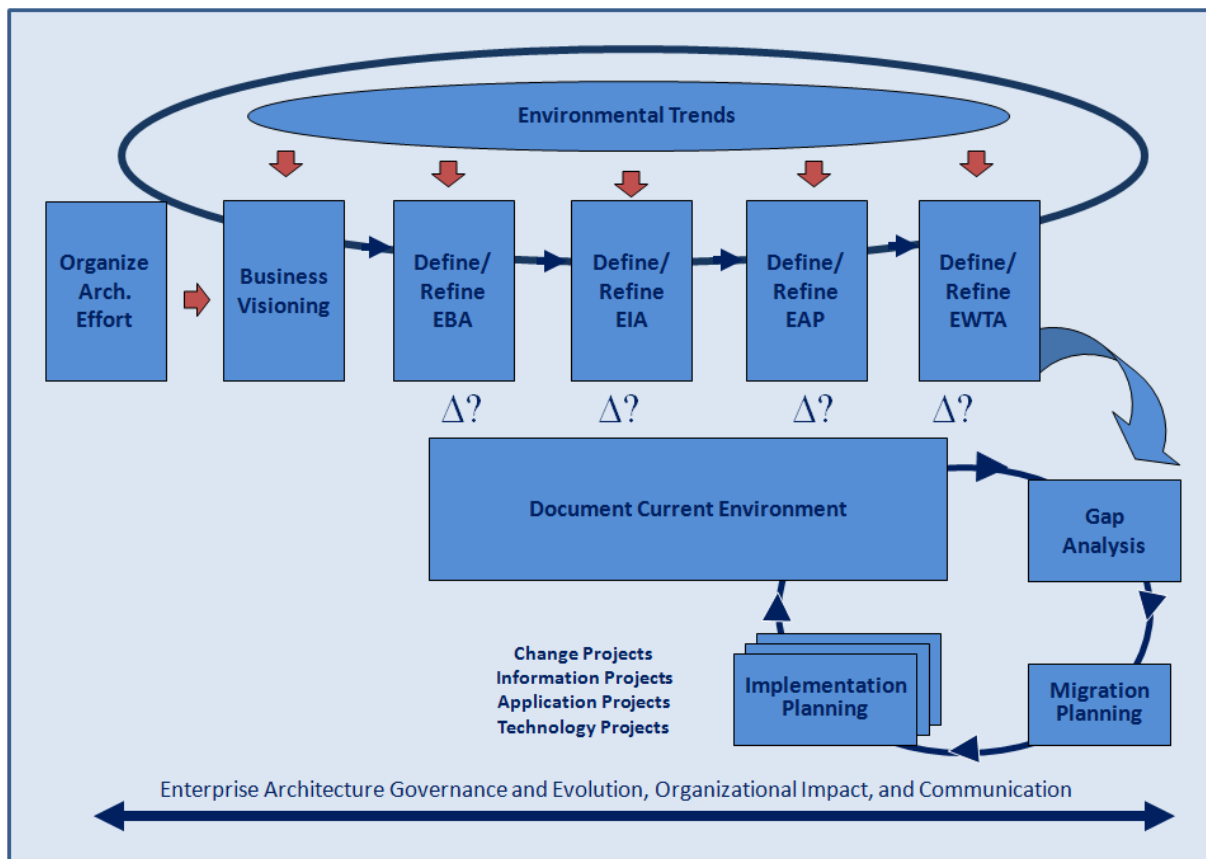 Environmental Trends
Organize
Arch.
Effort
Business
Visioning
Define/
Refine
EBA
Define/
Refine
EIA
Define/
Refine
EAP
Define/
Refine
EWTA
Δ?
Δ?
Δ?
Δ?
Document Current Environment
Gap
Analysis
Change Projects
Information Projects
Application Projects
Technology Projects
Implementation
Planning
Migration
Planning
Enterprise Architecture Governance and Evolution, Organizational Impact, and Communication